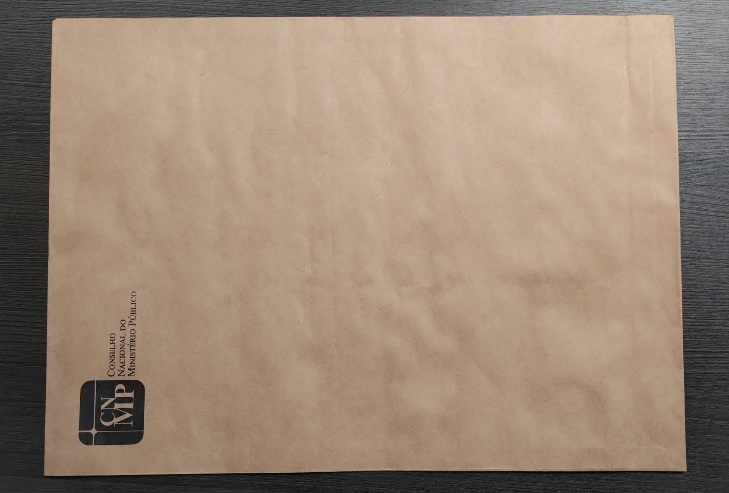 CN
MP
CONSELHO
NACIONAL DO
MINISTÉRIO PÚBLICO